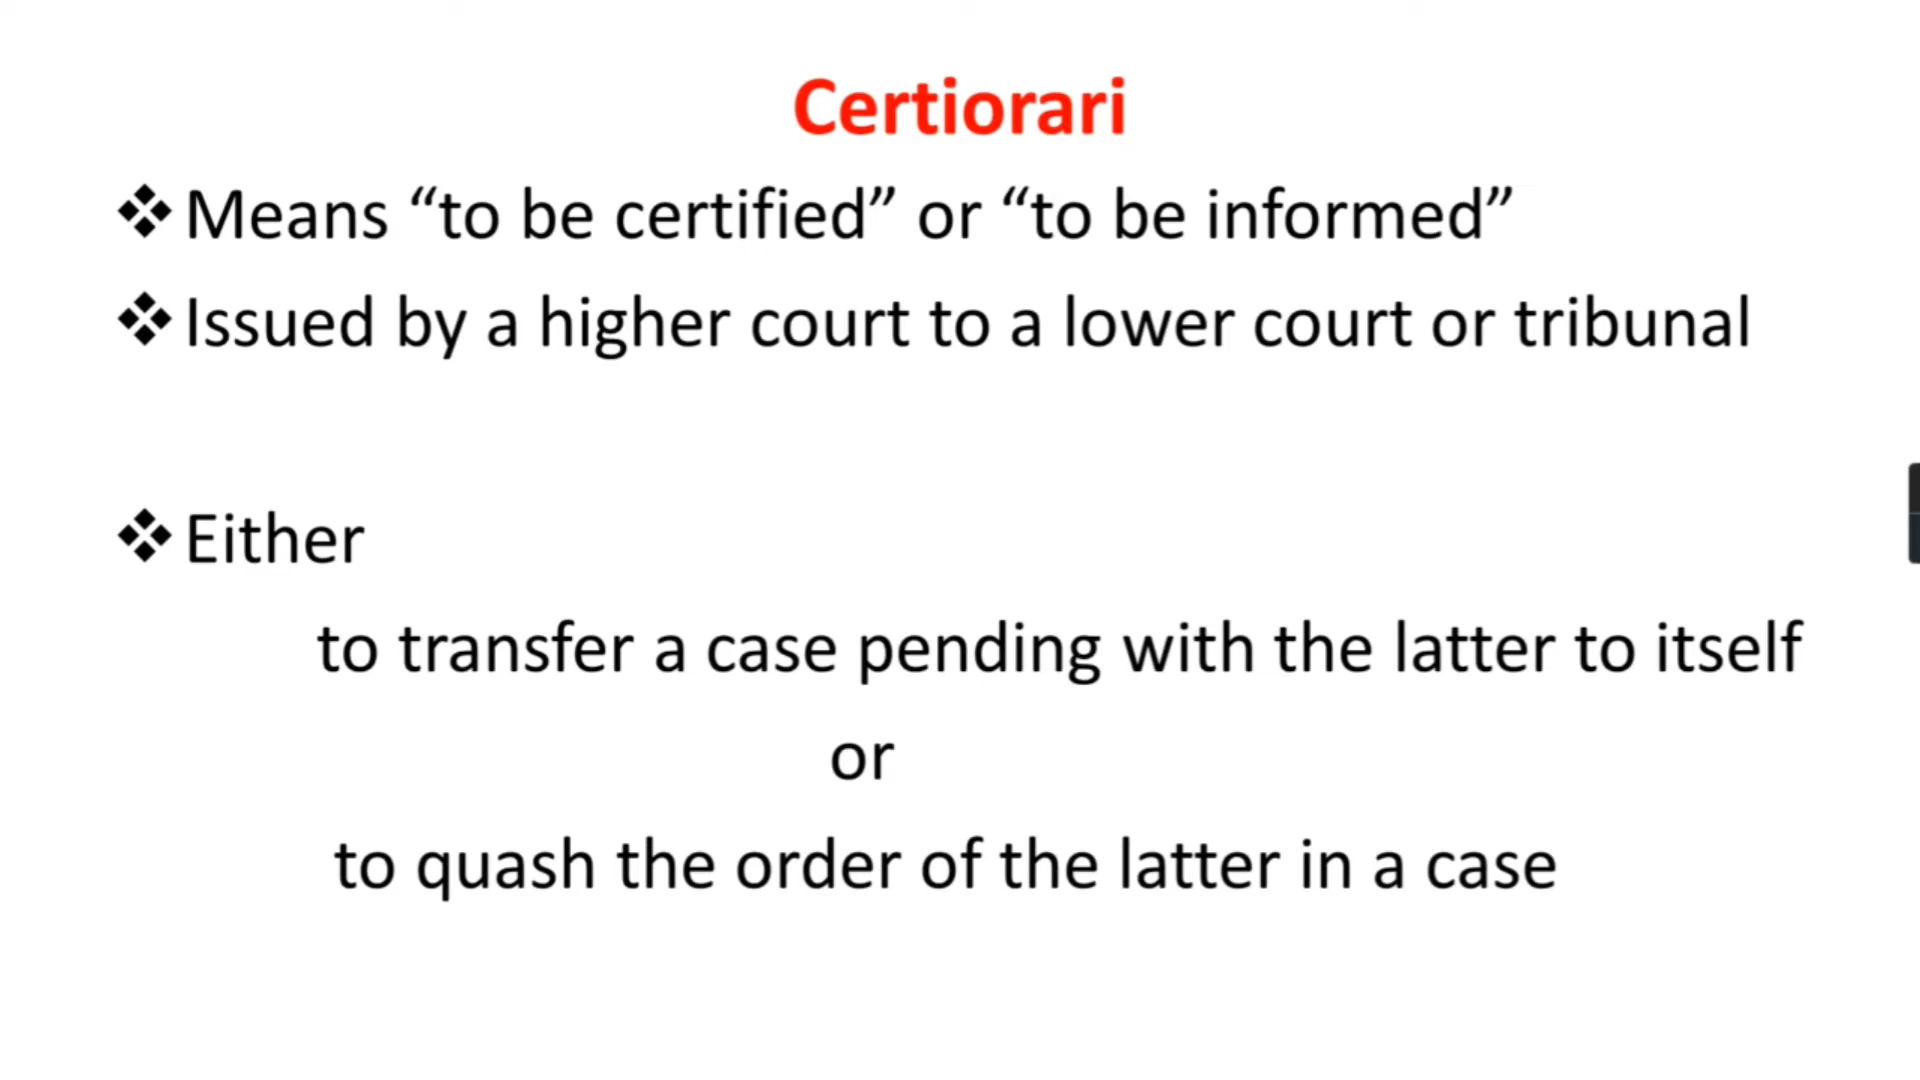 Certiorari
❖Means “to be certified” or “to be informed”
❖Issued by a higher court to a lower court or tribunal
❖Either
to transfer a case pending with the latter to itself
or
to quash the order of the latter in a case